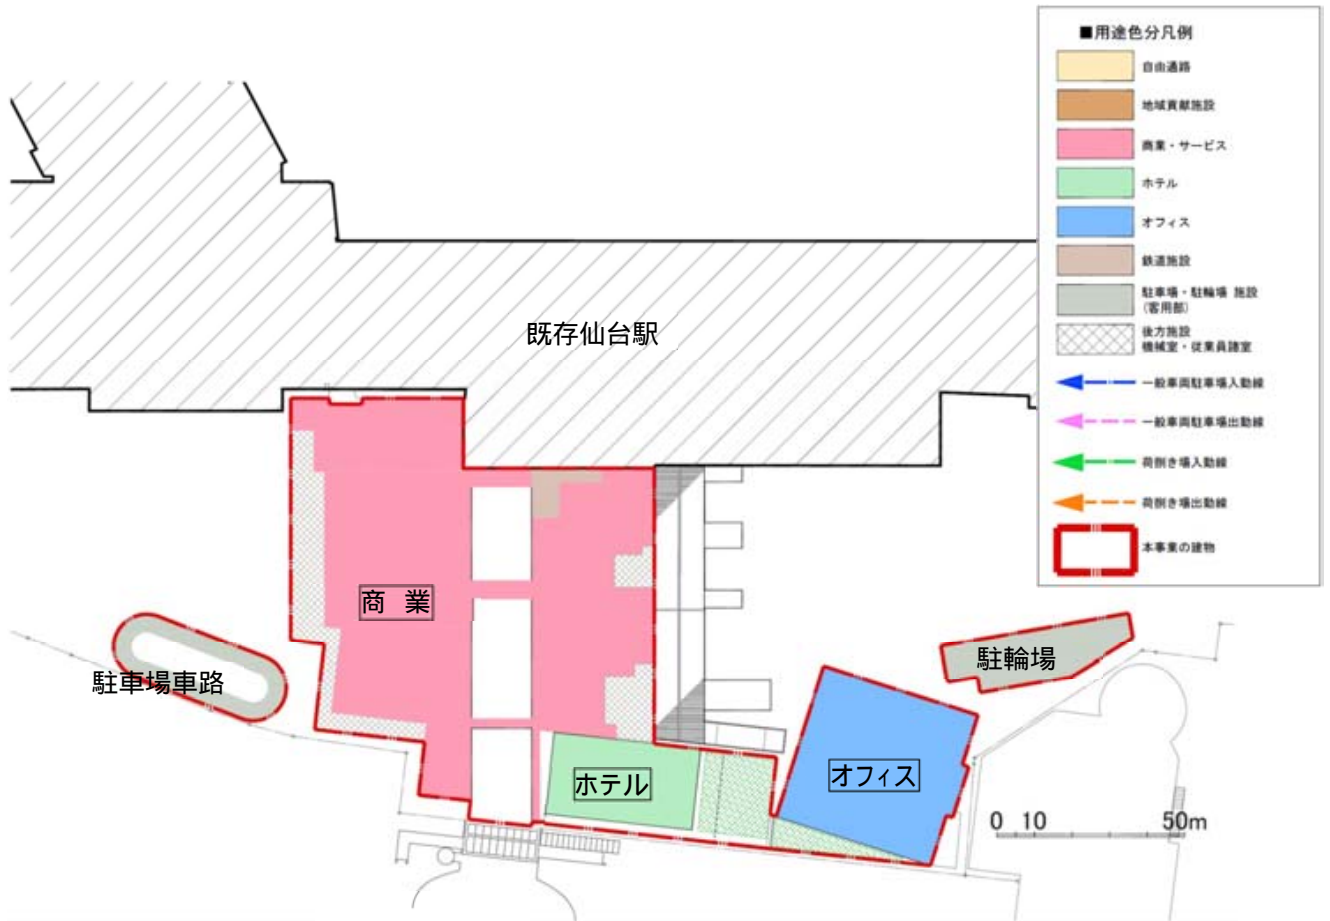 ■用途色分凡例
自由通路
地域貢献施設
商業・サービス
ホテル
オフィス
鉄道施設
駐車場・駐輪場 施設
(客用部)
後方施設
機械室・従業員諸室
一般車両駐車場入動線
一般車両駐車場出動線
荷捌き場入動線
荷捌き場出動線
本事業の建物
既存仙台駅
商 業
駐車場車路
駐輪場
ホテル
オフィス
0 10 50m